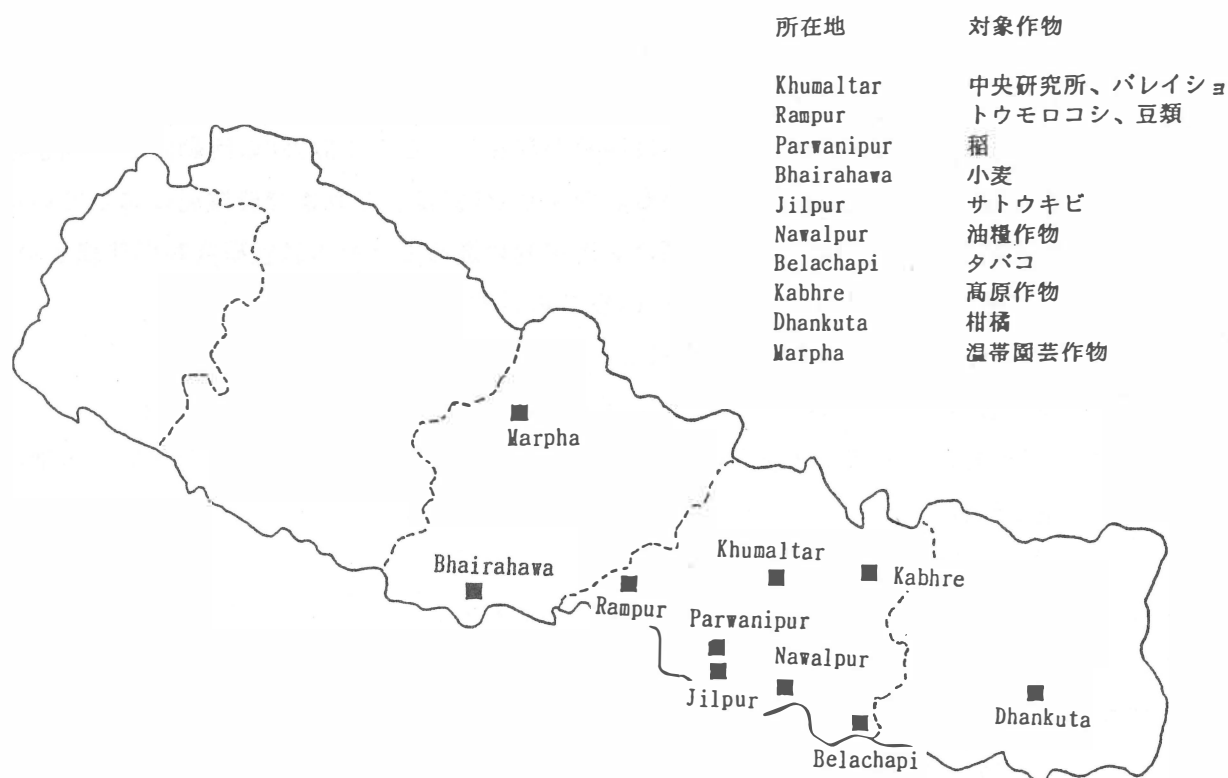 所在地 対象作物
Khumaltar 中央研究所、バレイショ
Rampur トウモロコシ、豆類
Parwanipur 稲
Bhairahawa 小麦
Jilpur サトウキビ
Nawalpur 油糧作物
Belachapi タバコ
Kabhre 高原作物
Dhankuta 柑橘
Marpha 温帯園芸作物
Marpha
Bhairahawa
Khumaltar
Kabhre
Rampur
Parwanipur
Nawalpur
Jilpur
Dhankuta
Belachapi